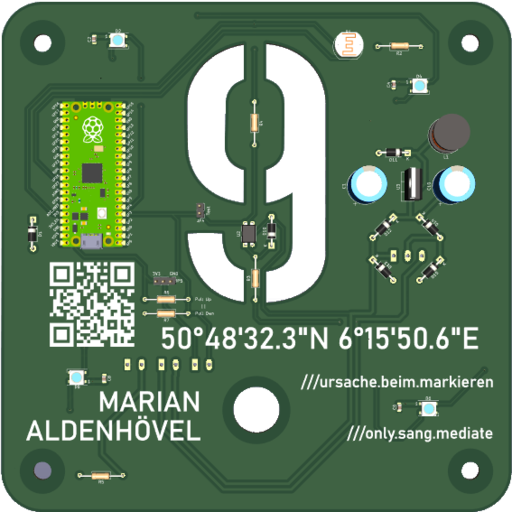 9
50°48'32.3"N 6°15'50.6"E
///ursache.beim.markieren
MARIAN
ALDENHÖVEL
///only.sang.mediate